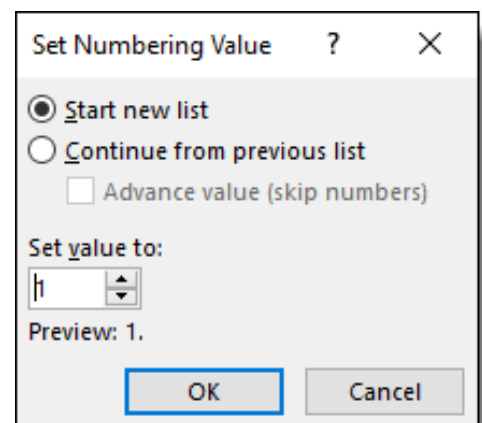 Set Numbering Value ?
Start new list
Continue from previous list
Advance value (skip numbers)
Set value to:
1
Preview: 1.
OK Cancel